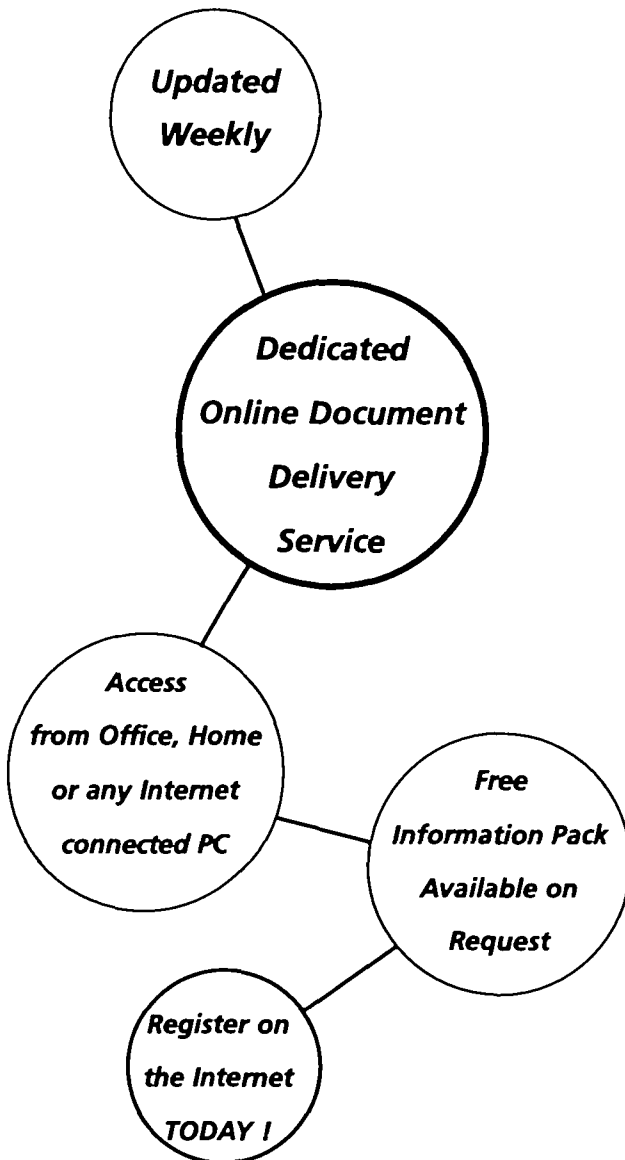 Updated
Weekly
Dedicated
Online Document
Delivery
Service
Access
from Office, Home
or any Internet
connected PC
Free
Information Pack
Available on
Request
Register on
the Internet
TODAY !